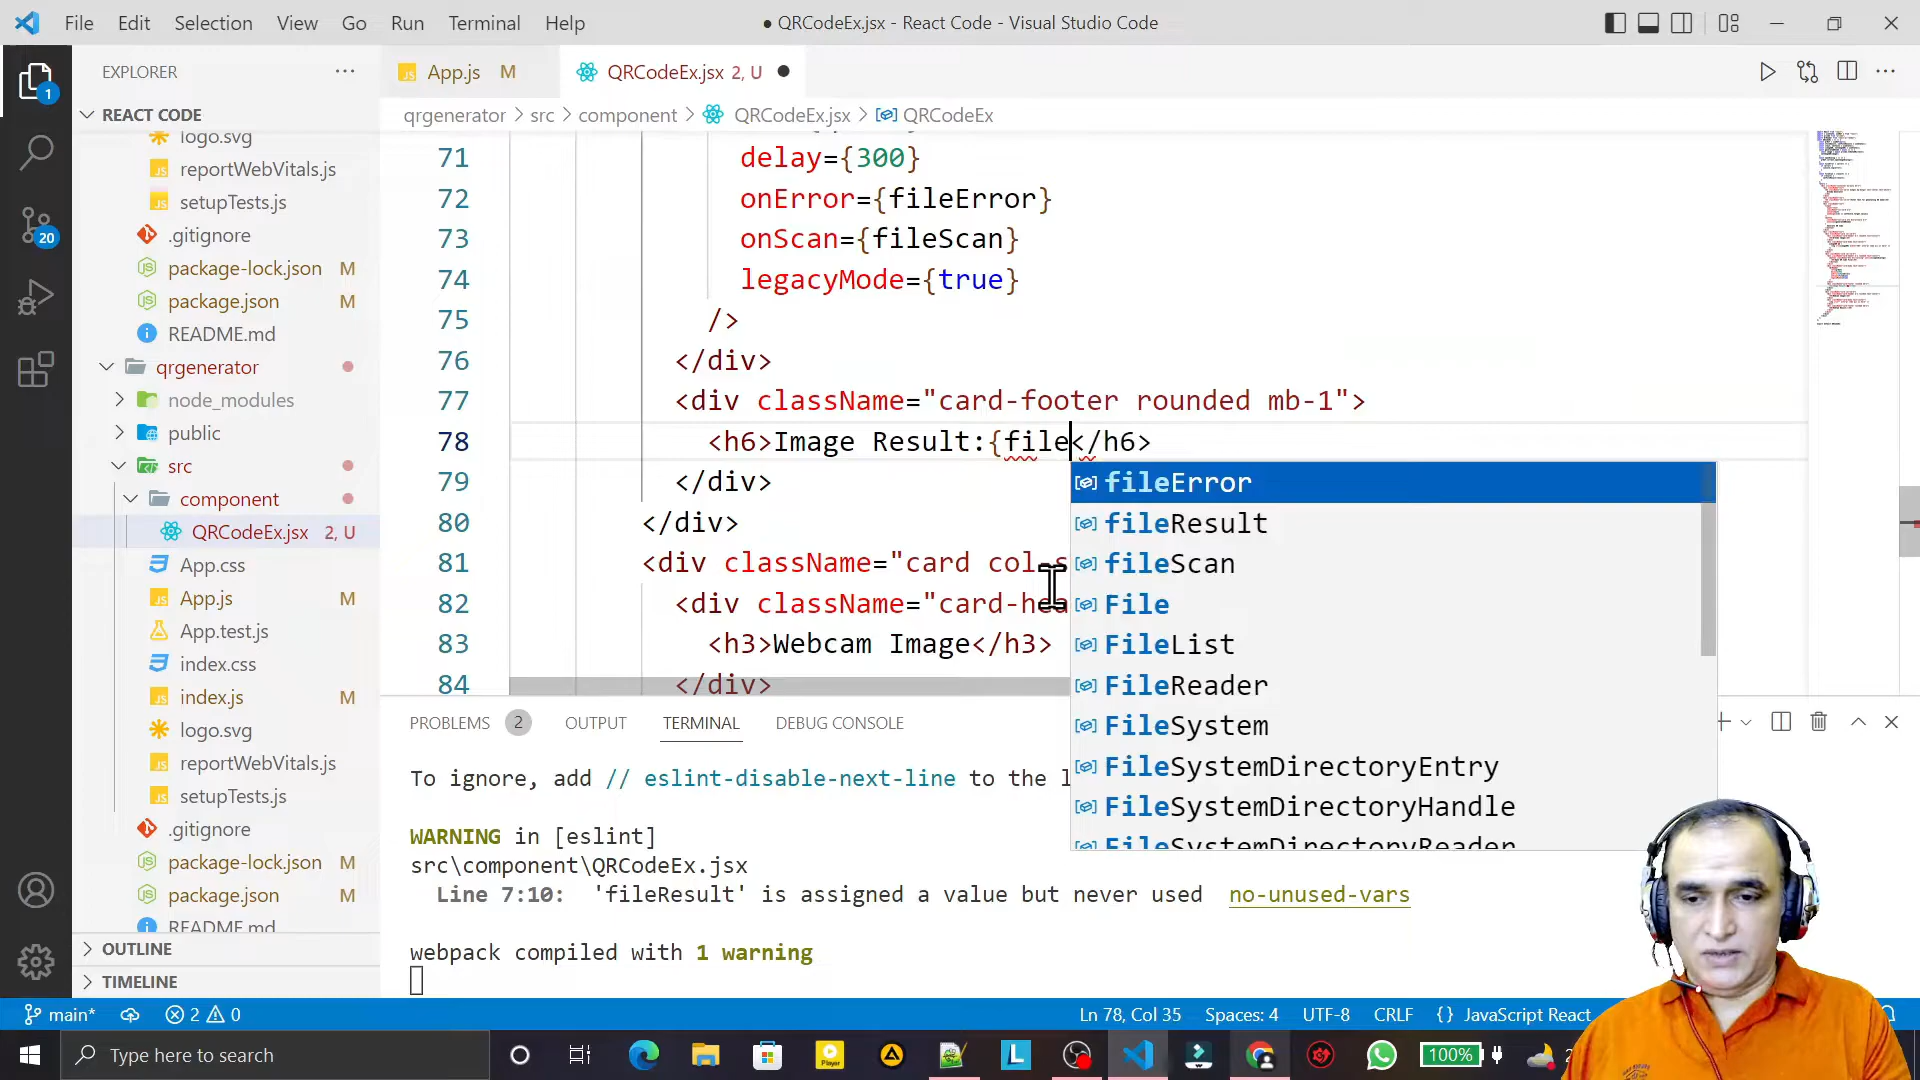 File Edit Selection View Go Run Terminal Help
● QRCodeEx.jsx - React Code - Visual Studio Code
EXPLORER
App.js M
QRCodeEx.jsx 2, U
REACT CODE
qrgenerator > src > component > QRCodeEx.jsx > QRCodeEx
logo.svg
reportWebVitals.js
setupTests.js
.gitignore
package-lock.json M
package.json M
README.md
qrgenerator
node_modules
public
src
component
QRCodeEx.jsx 2, U
App.css
App.js M
App.test.js
index.css
index.js M
logo.svg
reportWebVitals.js
setupTests.js
.gitignore
package-lock.json M
package.json M
README.md
OUTLINE
TIMELINE
1
20
71 delay={300}
72 onError={fileError}
73 onScan={fileScan}
74 legacyMode={true}
75 />
76 </div>
77 <div className="card-footer rounded mb-1">
78 <h6>Image Result:{file</h6>
79 </div>
80 </div>
81 <div className="card col
82 <div className="card-hea
83 <h3>Webcam Image</h3>
84 </div>
fileError
fileResult
fileScan
File
FileList
FileReader
FileSystem
FileSystemDirectoryEntry
FileSystemDirectoryHandle
FileSystemDirectoryReader
PROBLEMS 2 OUTPUT TERMINAL DEBUG CONSOLE
To ignore, add // eslint-disable-next-line to the l
WARNING in [eslint]
src\component\QRCodeEx.jsx
Line 7:10: 'fileResult' is assigned a value but never used no-unused-vars
webpack compiled with 1 warning
main* 2 0 Ln 78, Col 35 Spaces: 4 UTF-8 CRLF {} JavaScript React
Type here to search
Player
L
100%